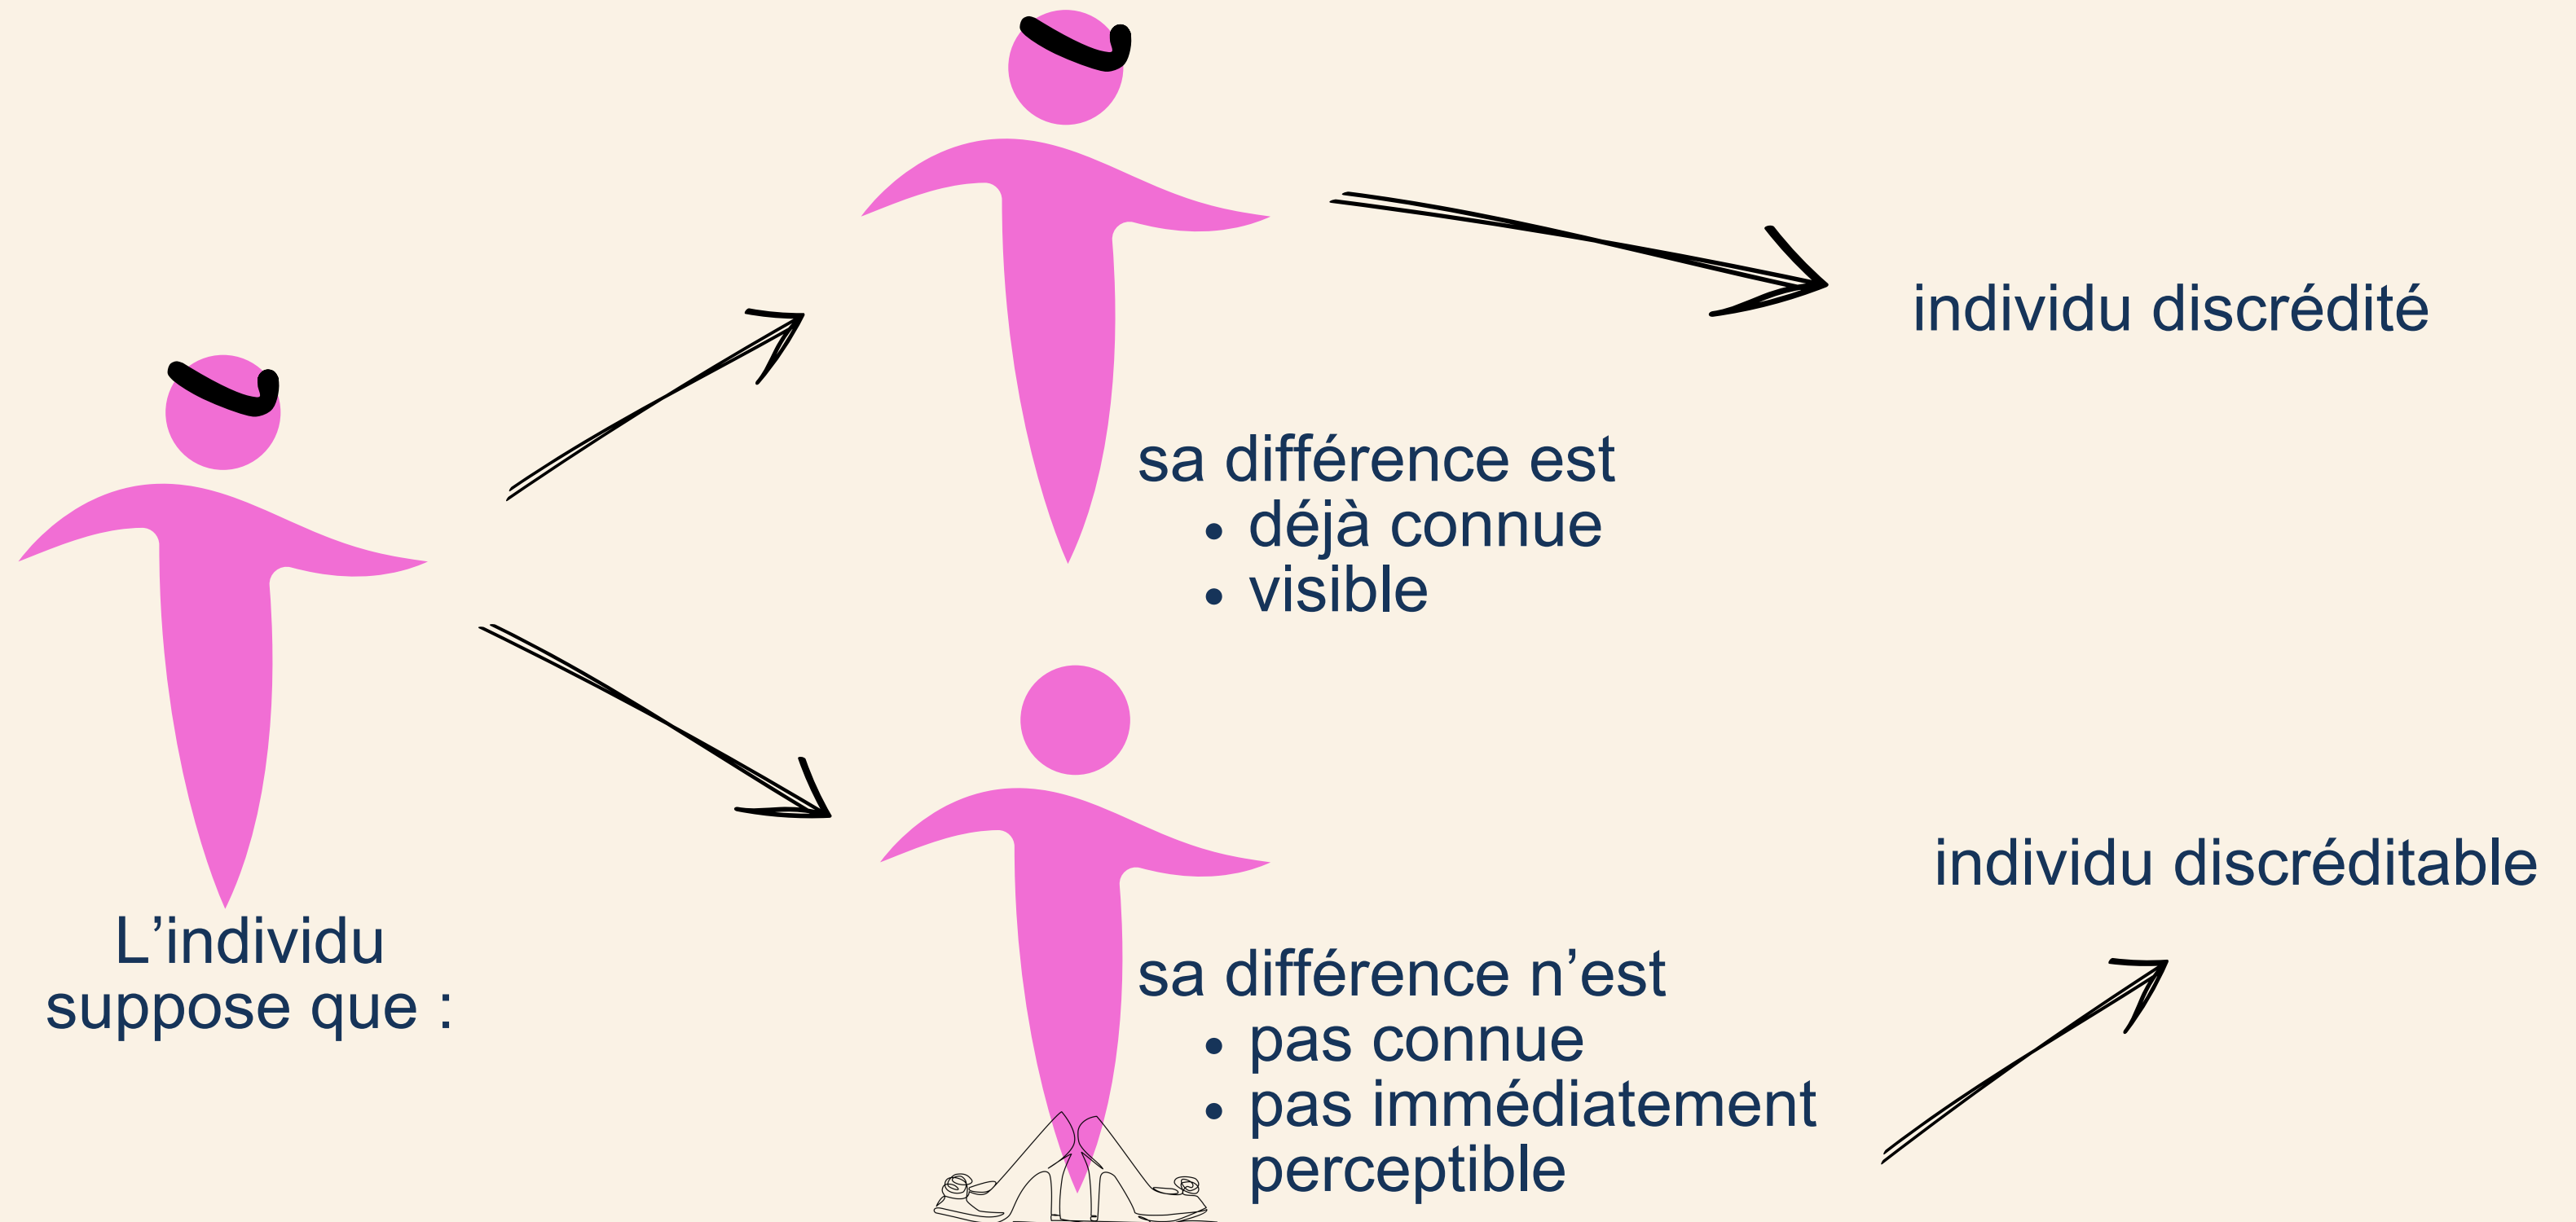 L’individu
suppose que :
sa différence est
• déjà connue
• visible
individu discrédité
sa différence n’est
• pas connue
• pas immédiatement
perceptible
individu discréditable